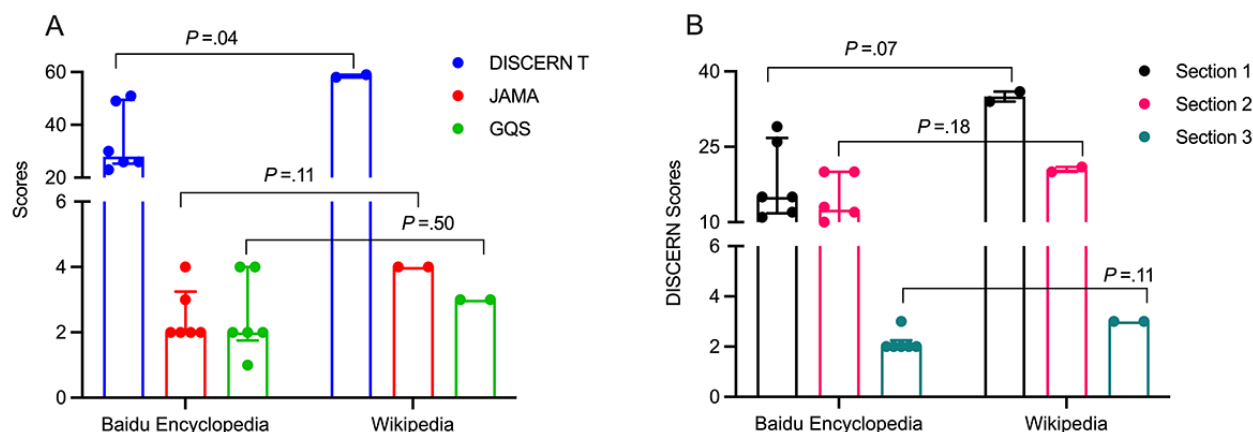 A
P =.04
DISCERN T
JAMA
GQS
60
40
20
6
4
2
0
Scores
P =.11
P =.50
Baidu Encyclopedia
Wikipedia
B
P =.07
Section 1
Section 2
Section 3
40
25
10
6
4
2
0
DISCERN Scores
P =.18
P =.11
Baidu Encyclopedia
Wikipedia